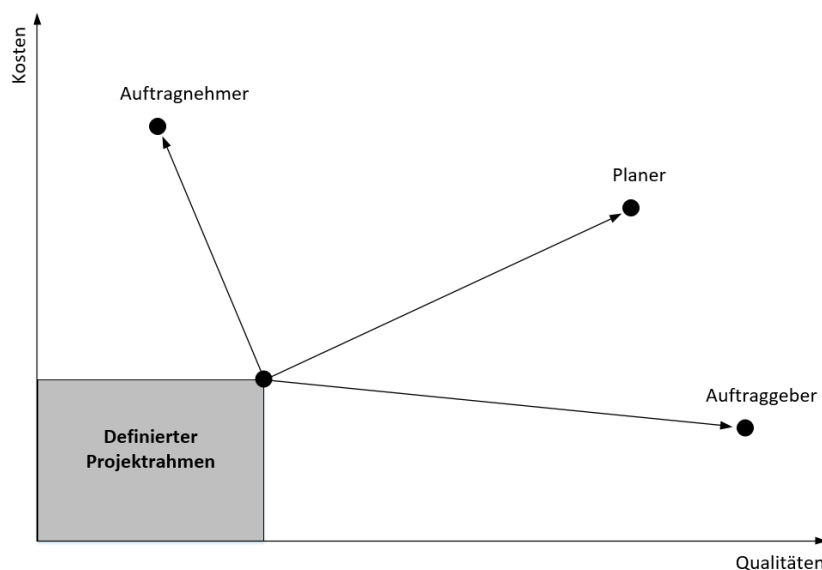 Kosten
Auftragnehmer
Planer
Auftraggeber
Definierter
Projektrahmen
Qualitäten